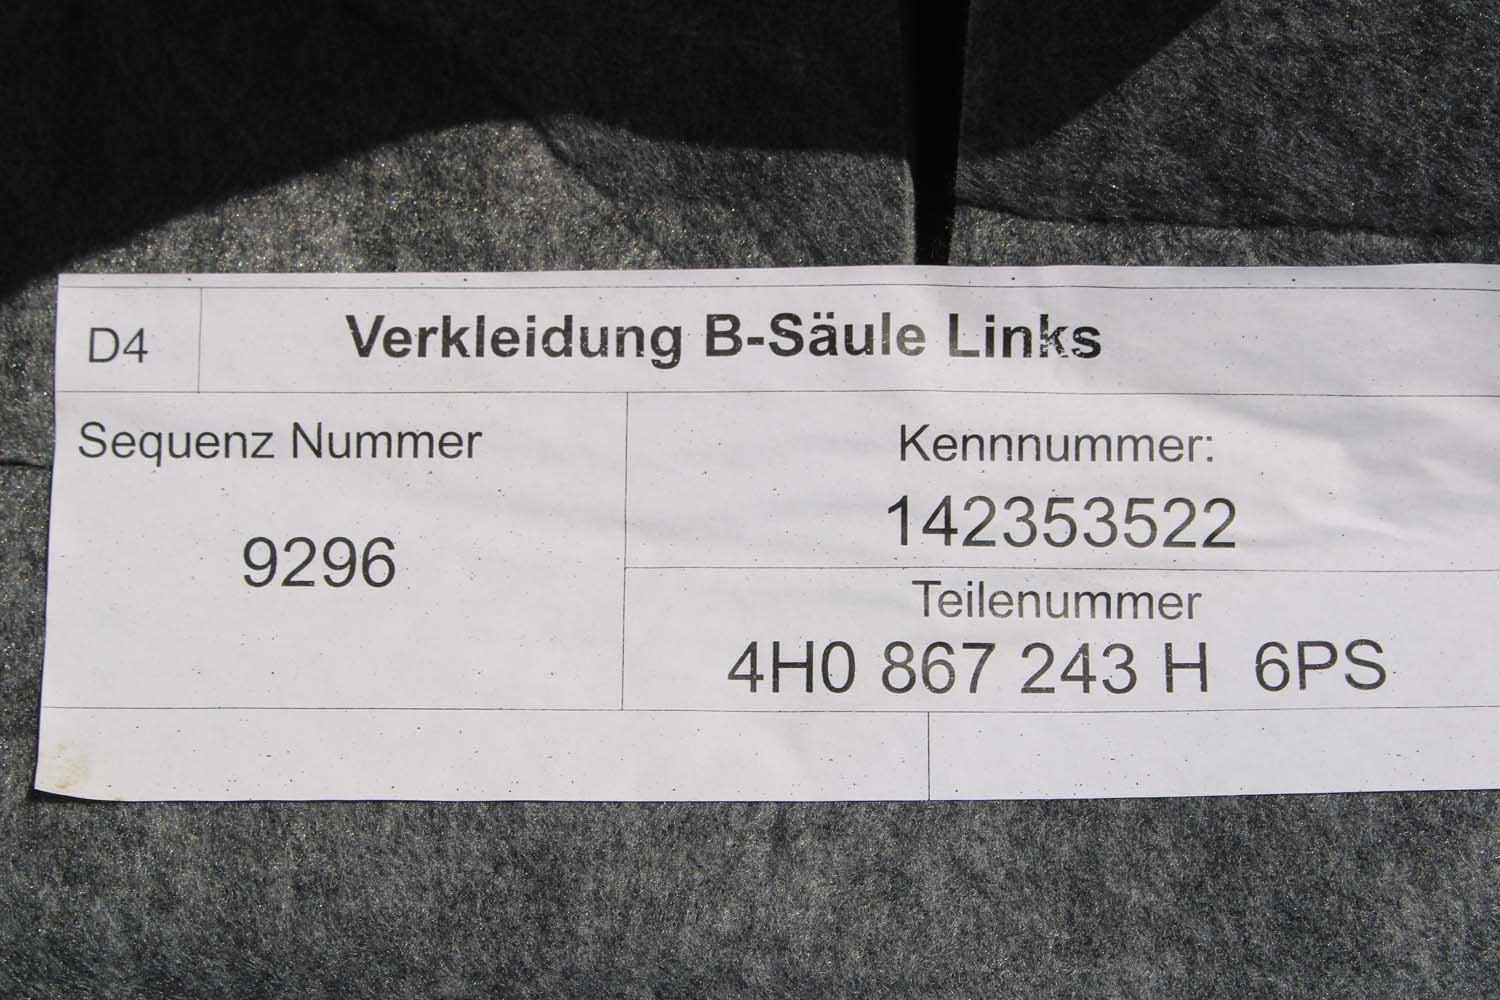 D4 Verkleidung B-Säule Links
Sequenz Nummer
9296
Kennnummer:
142353522
Teilenummer
4H0 867 243 H 6PS